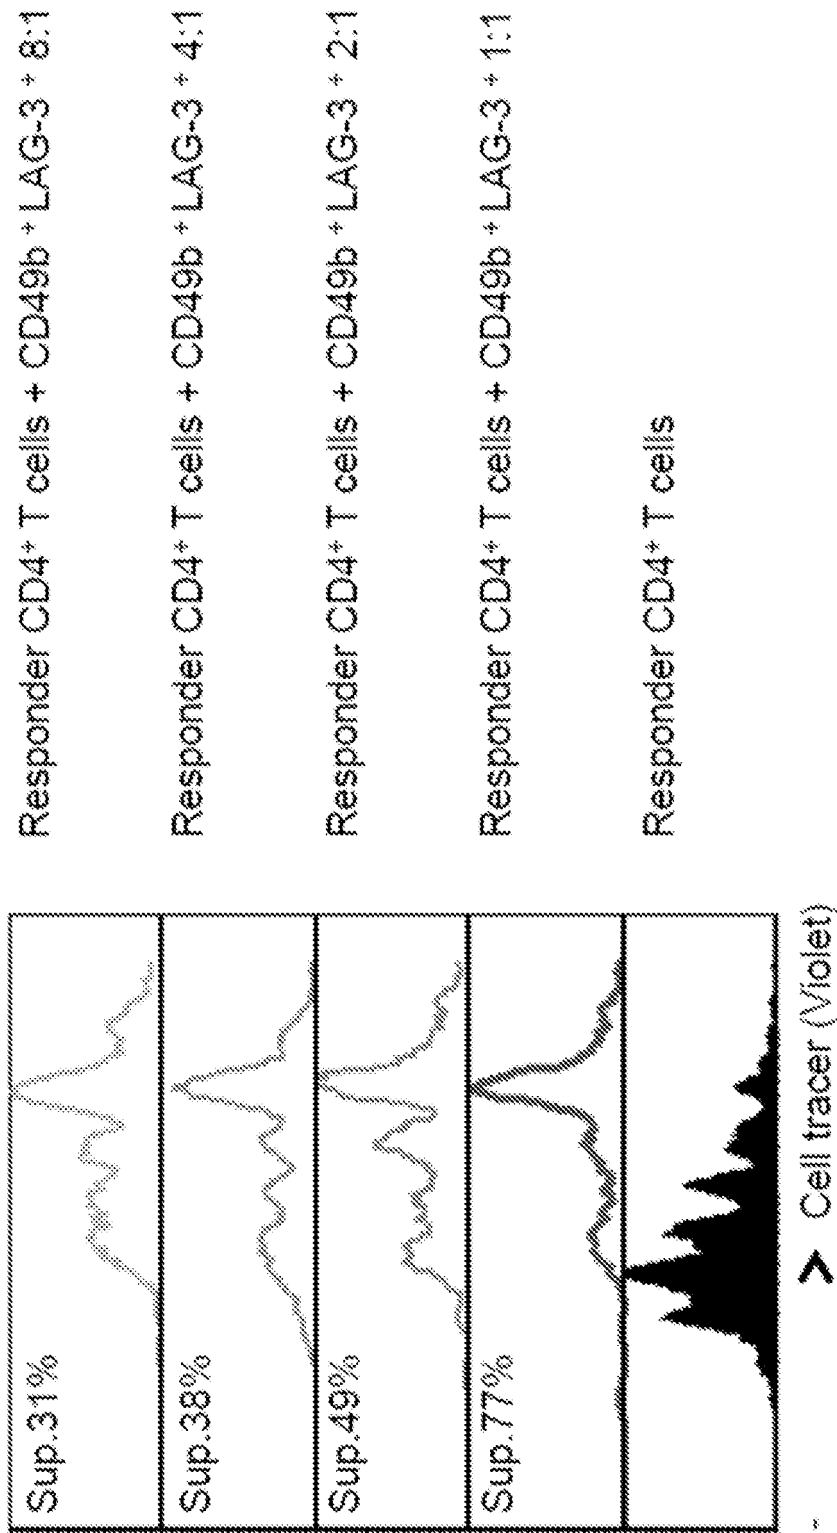 Sup.31%
Responder CD4⁺ T cells + CD49b ⁺ LAG-3 ⁺ 8:1
Sup.38%
Responder CD4⁺ T cells + CD49b ⁺ LAG-3 ⁺ 4:1
Sup.49%
Responder CD4⁺ T cells + CD49b ⁺ LAG-3 ⁺ 2:1
Sup.77%
Responder CD4⁺ T cells + CD49b ⁺ LAG-3 ⁺ 1:1
Responder CD4⁺ T cells
Cell tracer (Violet)